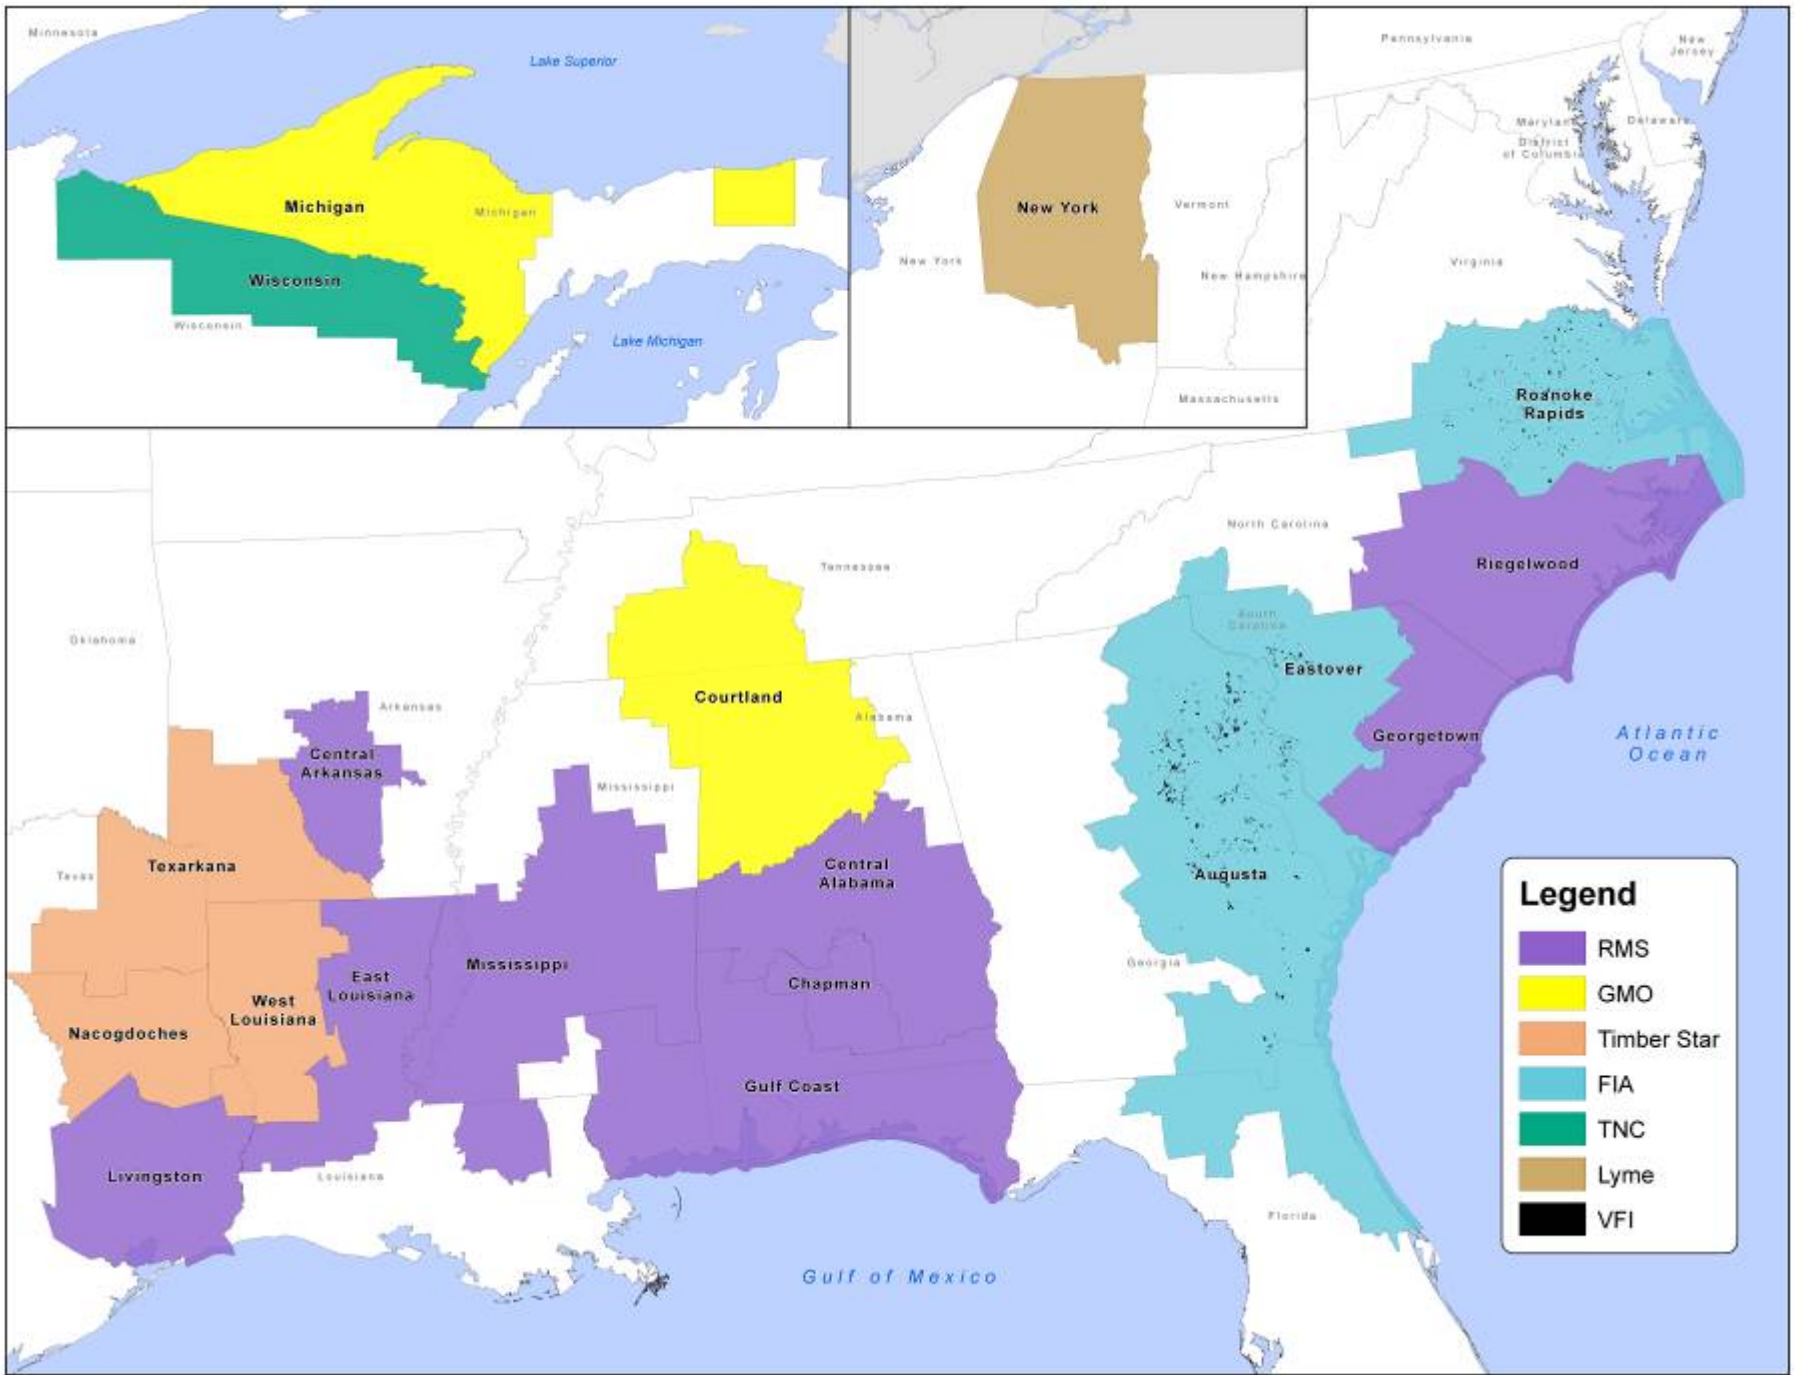 Minnesota
Lake Superior
Michigan
Michigan
Wisconsin
Wisconsin
Lake Michigan
New York
New York
Vermont
New Hampshire
Massachusetts
Pennsylvania
New
Jersey
Maryland
Delaware
District
of Columbia
Virginia
Roanoke
Rapids
North Carolina
Riegelwood
Tennessee
South
Carolina
Eastover
Oklahoma
Courtland
Arkansas
Alabama
Georgetown
Atlantic
Ocean
Central
Arkansas
Mississippi
Texarkana
Texas
Central
Alabama
Augusta
Georgia
Mississippi
East
Louisiana
Chapman
West
Louisiana
Nacogdoches
Gulf Coast
Livingston
Louisiana
Florida
Gulf of Mexico
Legend
RMS
GMO
Timber Star
FIA
TNC
Lyme
VFI